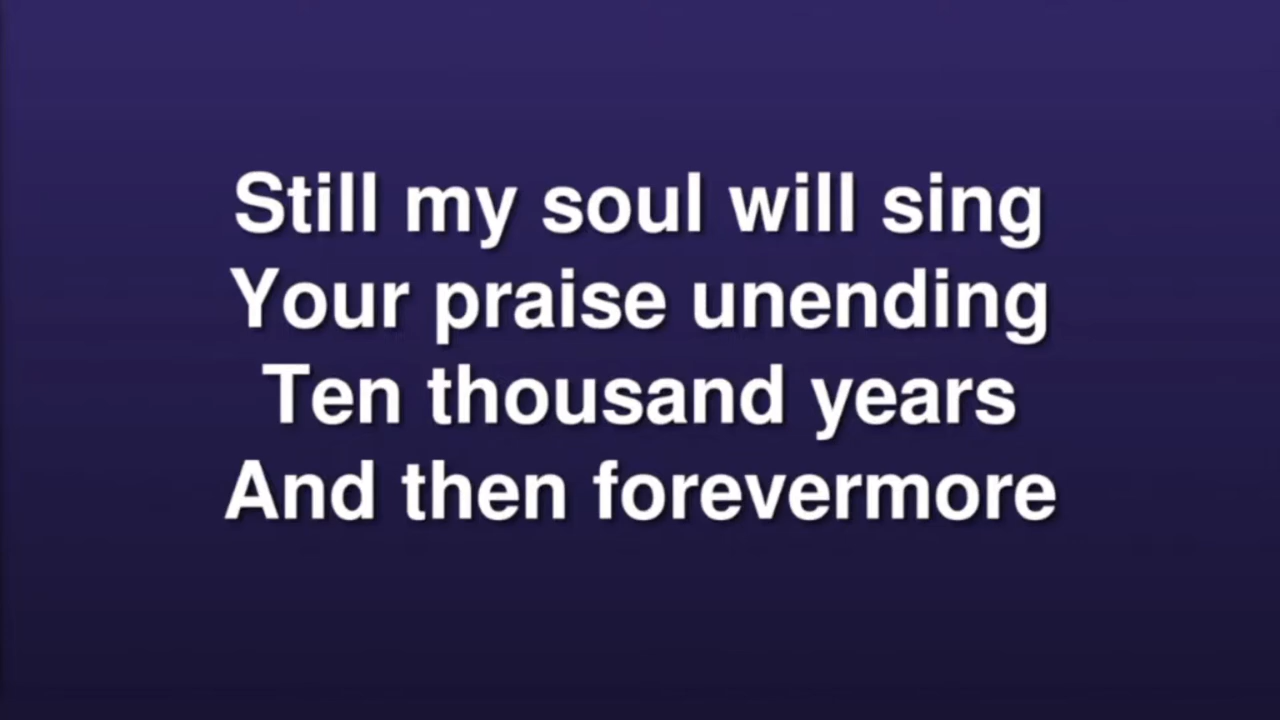 Still my soul will sing
Your praise unending
Ten thousand years
And then forevermore